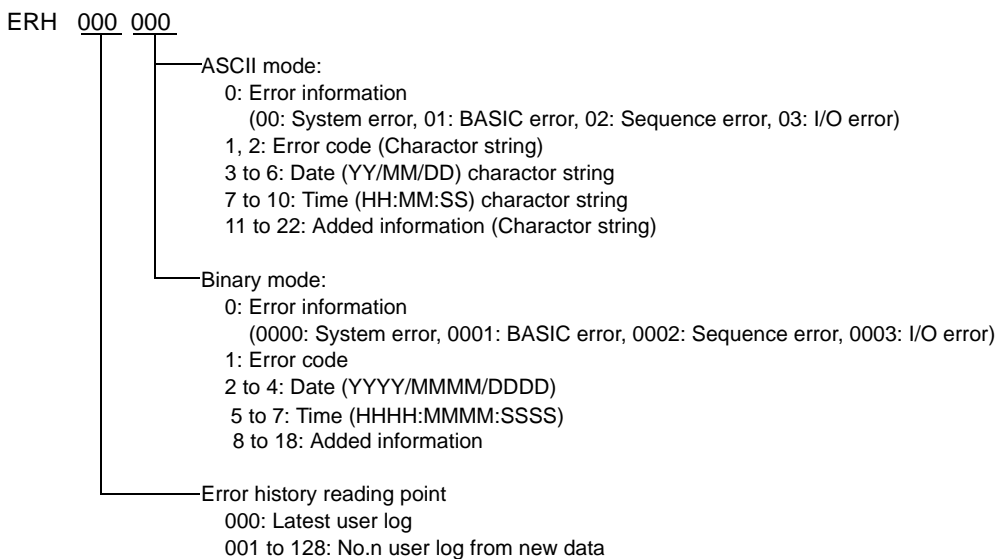 ERH 000 000
ASCII mode:
0: Error information
(00: System error, 01: BASIC error, 02: Sequence error, 03: I/O error)
1, 2: Error code (Charactor string)
3 to 6: Date (YY/MM/DD) charactor string
7 to 10: Time (HH:MM:SS) charactor string
11 to 22: Added information (Charactor string)
Binary mode:
0: Error information
(0000: System error, 0001: BASIC error, 0002: Sequence error, 0003: I/O error)
1: Error code
2 to 4: Date (YYYY/MMMM/DDDD)
5 to 7: Time (HHHH:MMMM:SSSS)
8 to 18: Added information
Error history reading point
000: Latest user log
001 to 128: No.n user log from new data